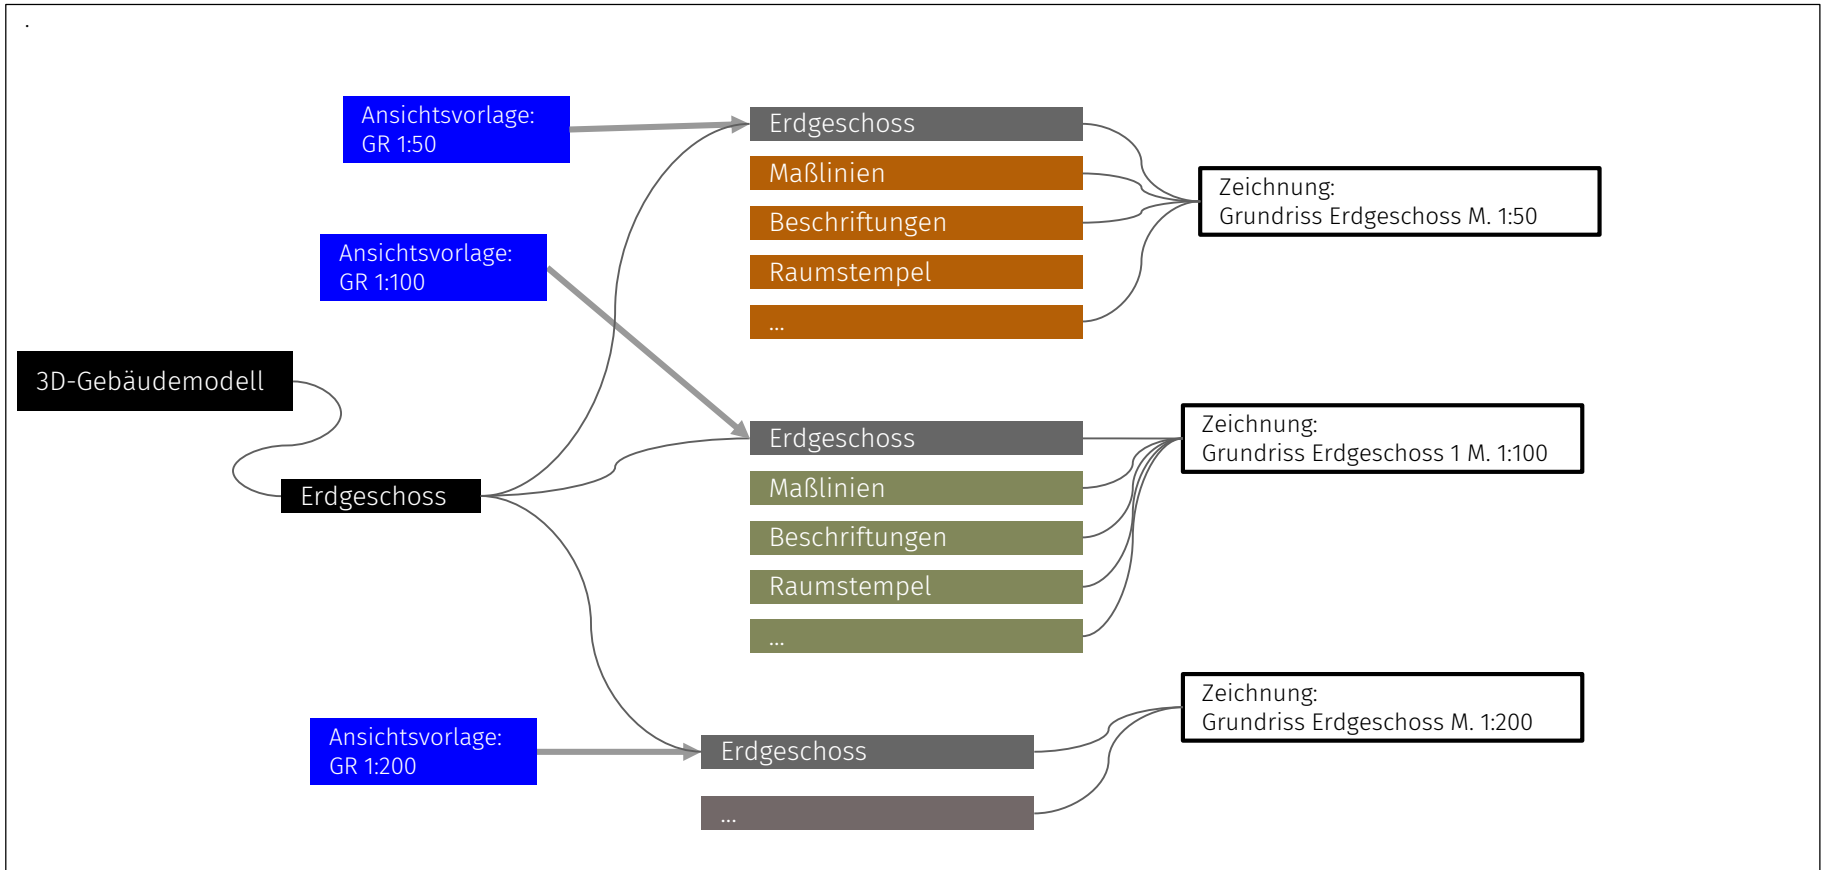 .
Ansichtsvorlage:
GR 1:50
Erdgeschoss
Maßlinien
Beschriftungen
Raumstempel
...
Zeichnung:
Grundriss Erdgeschoss M. 1:50
Ansichtsvorlage:
GR 1:100
3D-Gebäudemodell
Erdgeschoss
Erdgeschoss
Maßlinien
Beschriftungen
Raumstempel
...
Zeichnung:
Grundriss Erdgeschoss 1 M. 1:100
Ansichtsvorlage:
GR 1:200
Erdgeschoss
...
Zeichnung:
Grundriss Erdgeschoss M. 1:200